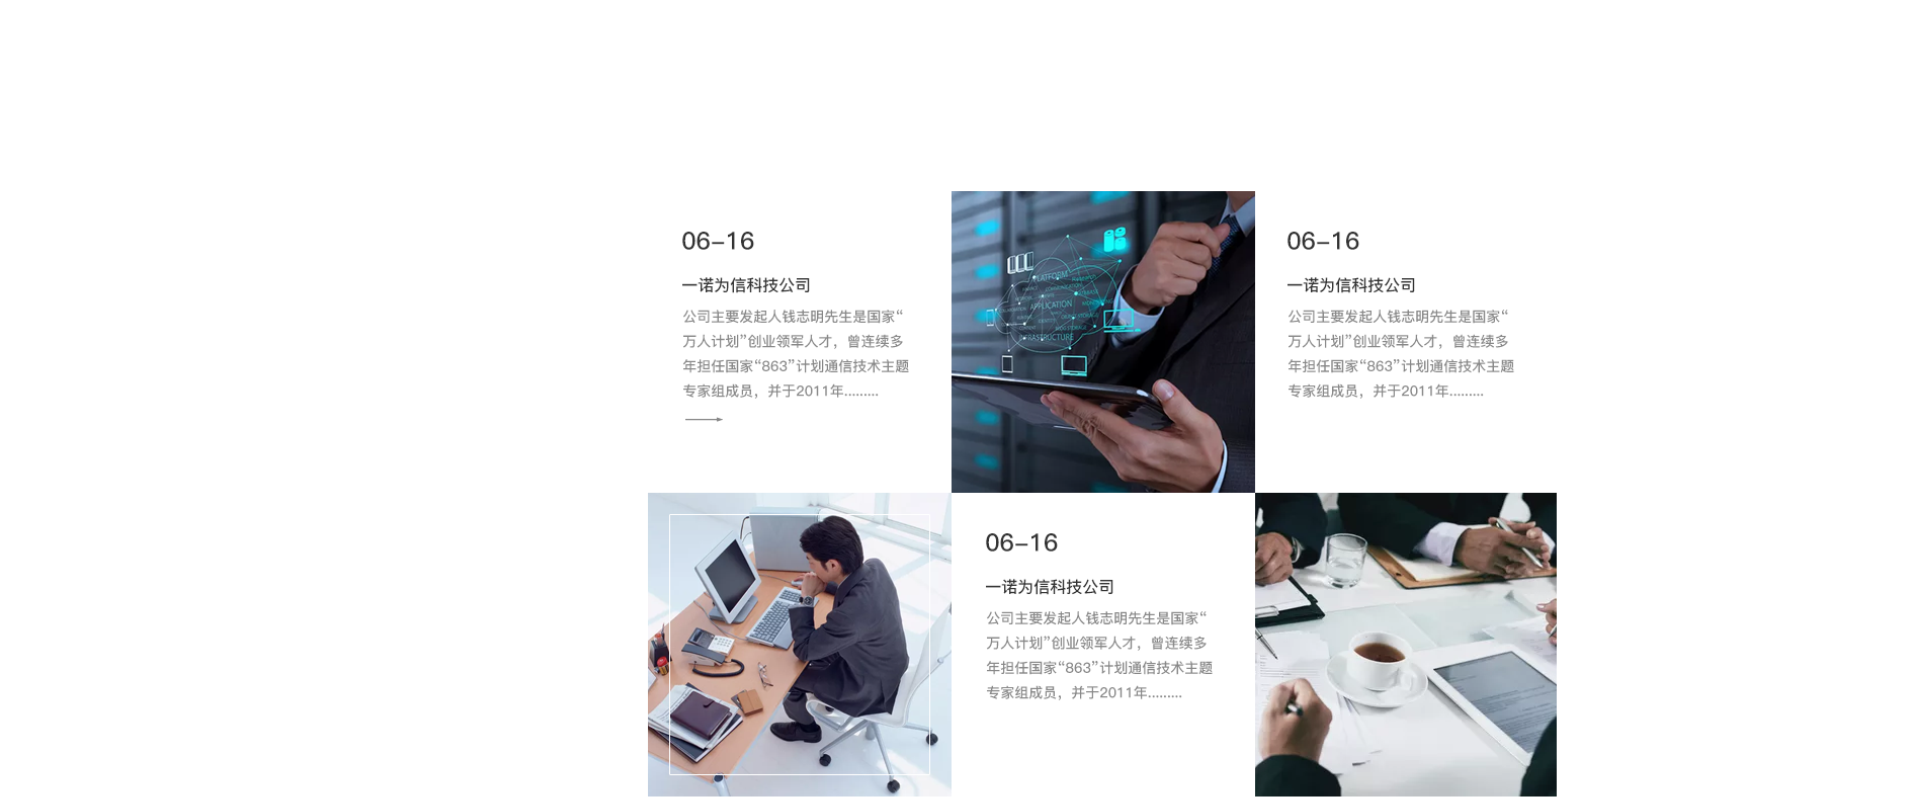 06-16
一诺为信科技公司
公司主要发起人钱志明先生是国家“
万人计划”创业领军人才，曾连续多
年担任国家“863”计划通信技术主题
专家组成员，并于2011年.........
PLATFORM
APPLICATION
INFRASTRUCTURE
06-16
一诺为信科技公司
公司主要发起人钱志明先生是国家“
万人计划”创业领军人才，曾连续多
年担任国家“863”计划通信技术主题
专家组成员，并于2011年.........
06-16
一诺为信科技公司
公司主要发起人钱志明先生是国家“
万人计划”创业领军人才，曾连续多
年担任国家“863”计划通信技术主题
专家组成员，并于2011年.........